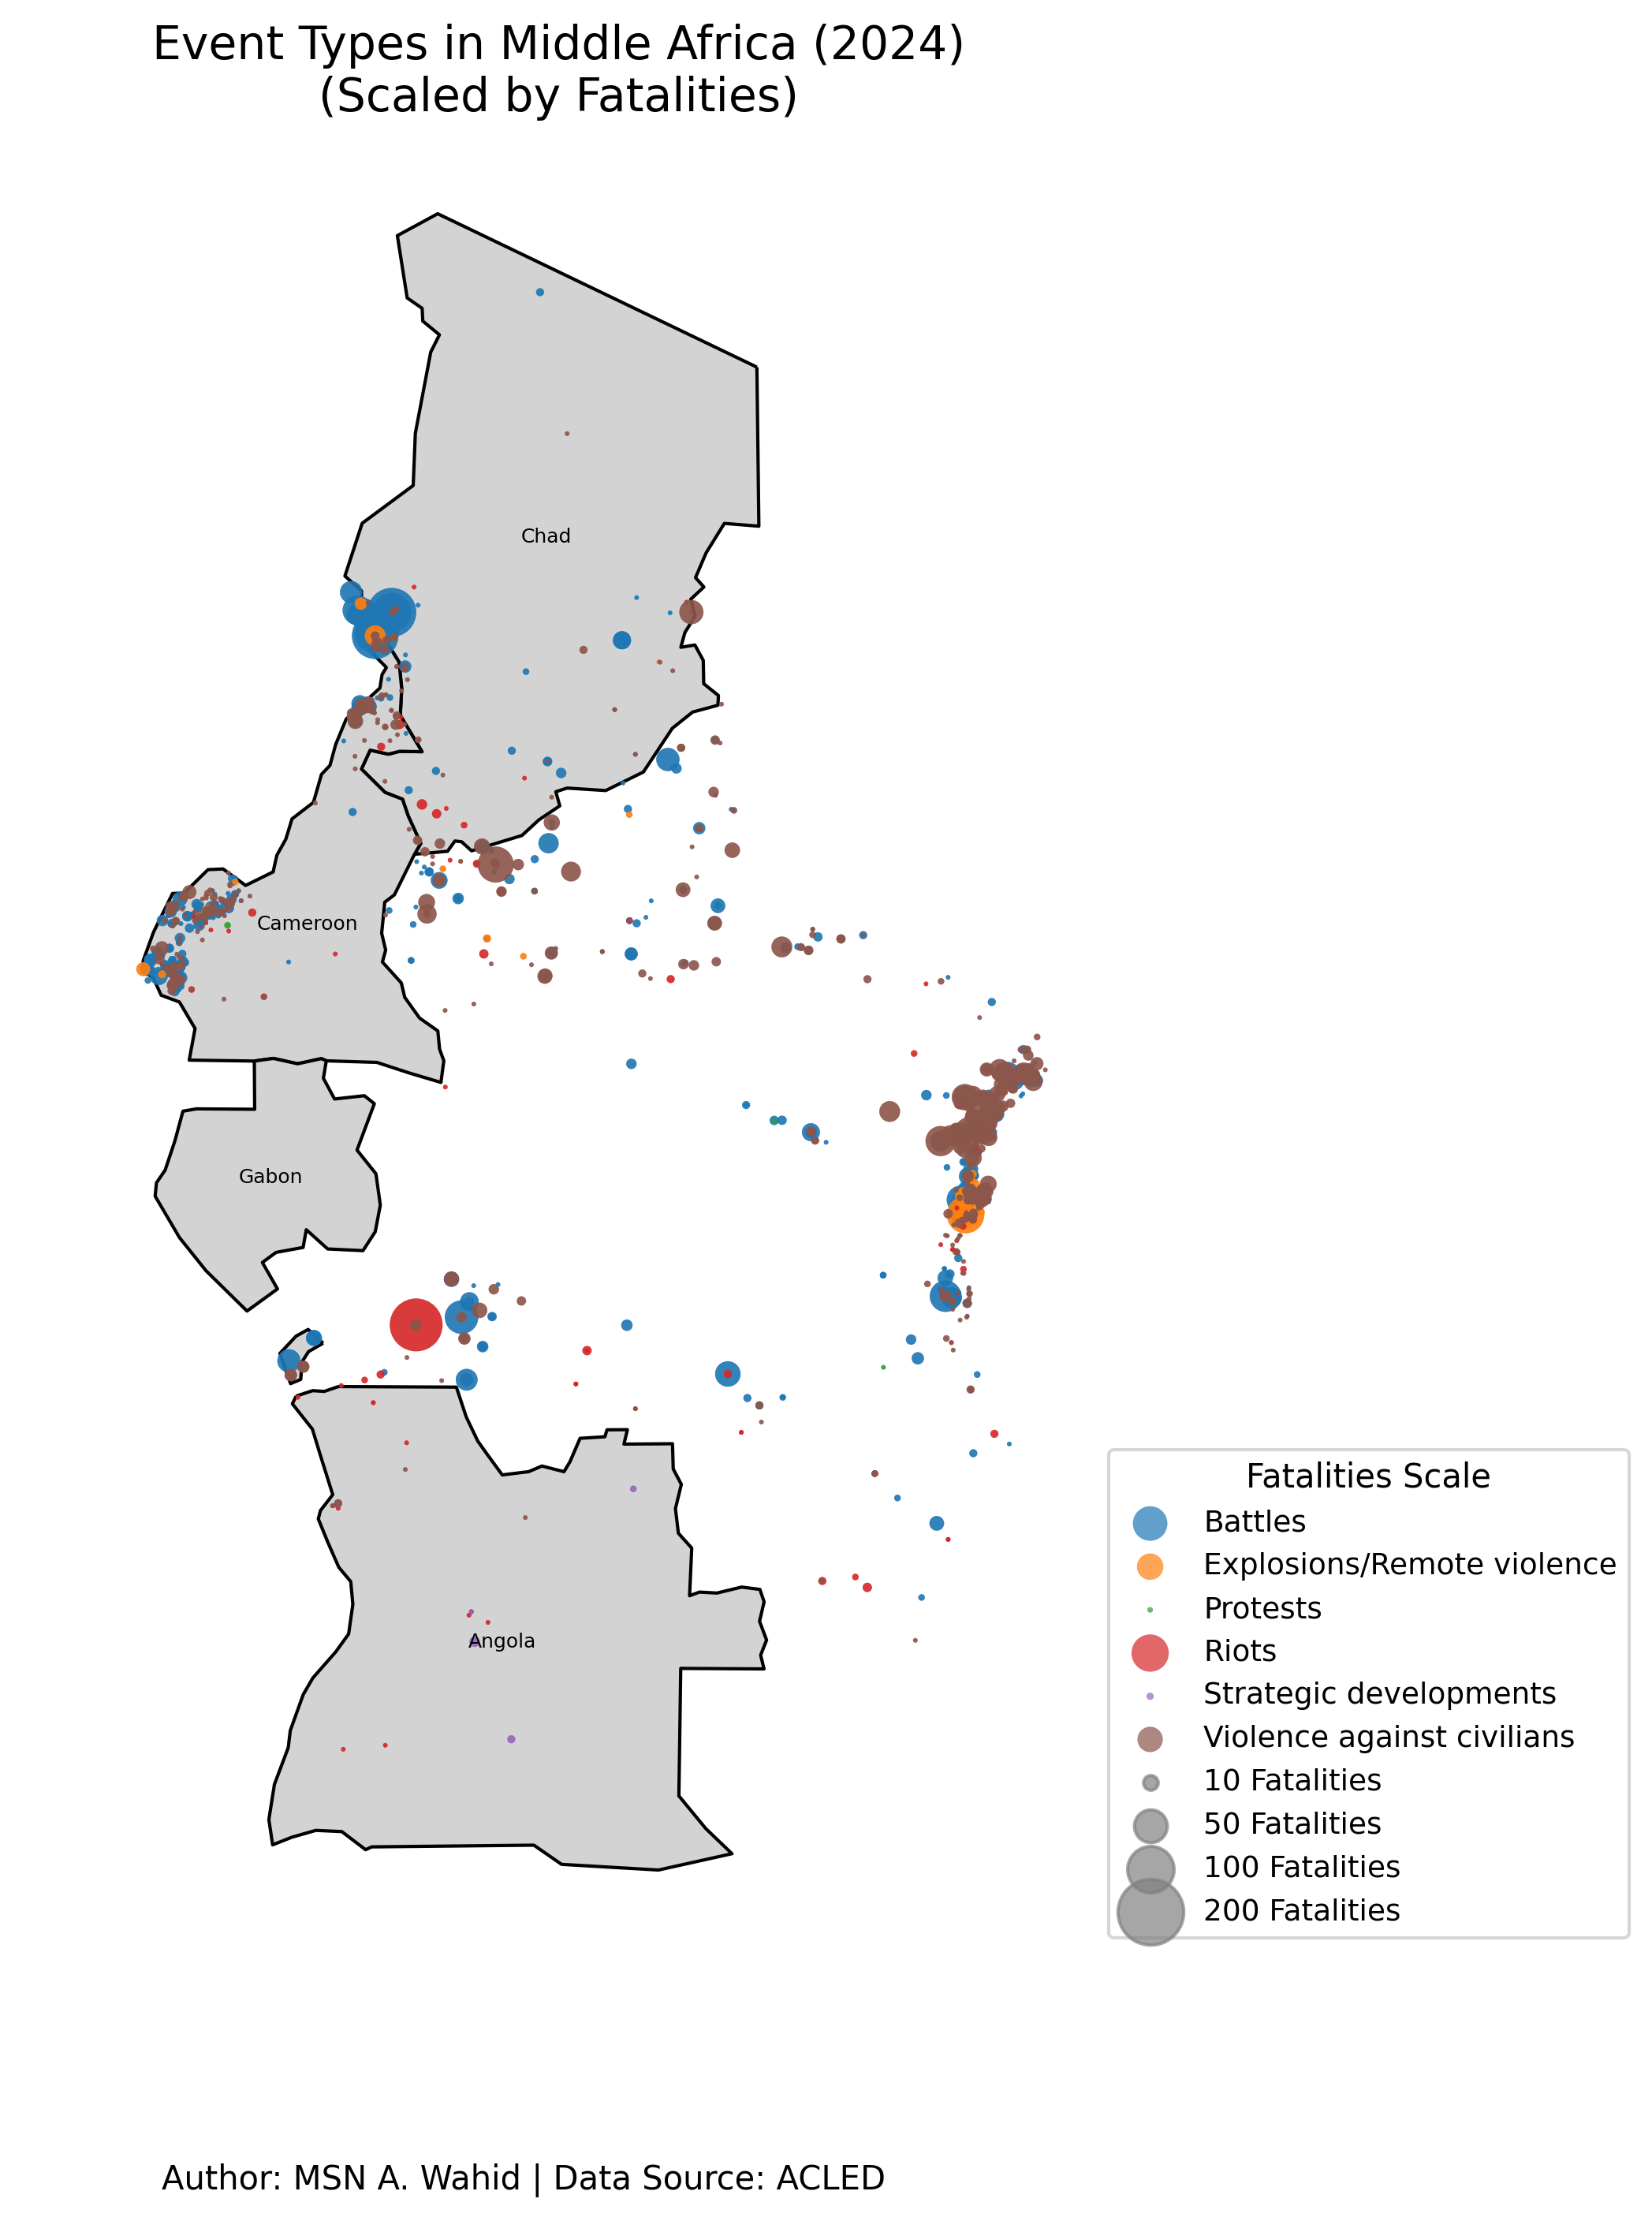 Event Types in Middle Africa (2024)
(Scaled by Fatalities)
Chad
Cameroon
Gabon
Angola
Fatalities Scale
Battles
Explosions/Remote violence
Protests
Riots
Strategic developments
Violence against civilians
10 Fatalities
50 Fatalities
100 Fatalities
200 Fatalities
Author: MSN A. Wahid | Data Source: ACLED